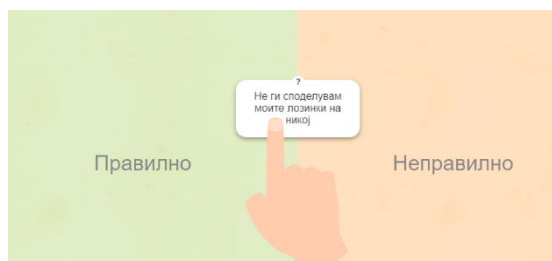 ?
Не ги споделувам
моите лозинки на
никој
Правилно
Неправилно